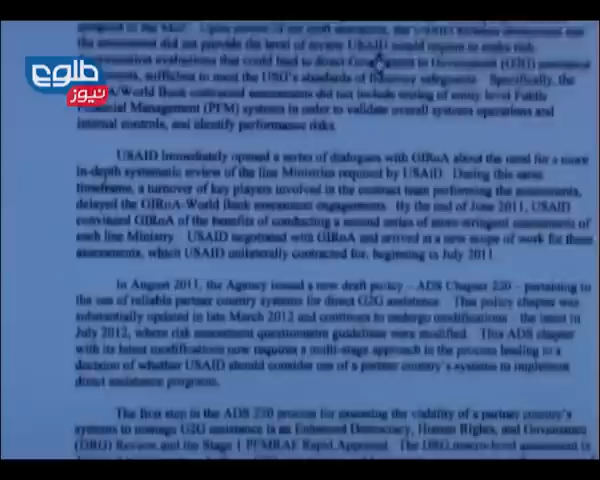 the assessment did not provide the level of review USAID would require to make risk
طلوع
نیوز
sufficient to meet the USG's standards of fiduciary safeguards Specifically, the
/World Bank contracted assessments did not include testing of entity level Public
Financial Management (PFM) systems in order to validate overall systems operations and
internal controls, and identify performance risks.
USAID immediately opened a series of dialogues with GIRoA about the need for a more
in-depth systematic review of the line Ministries required by USAID. During this same
timeframe, a turnover of key players involved in the contract team performing the assessments,
delayed the GIRoA-World Bank assessment engagements. By the end of June 2011, USAID
convinced GIRoA of the benefits of conducting a second series of more stringent assessments of
each line Ministry. USAID negotiated with GIRoA and arrived at a new scope of work for these
assessments, which USAID unilaterally contracted for, beginning in July 2011.
In August 2011, the Agency issued a new draft policy – ADS Chapter 220 – pertaining to
the use of reliable partner country systems for direct G2G assistance. This policy chapter was
substantially updated in late March 2012 and continues to undergo modifications – the latest in
July 2012, where risk assessment questionnaire guidelines were modified. This ADS chapter
with its latest modifications now requires a multi-stage approach in the process leading to a
decision of whether USAID should consider use of a partner country's systems to implement
direct assistance programs.
The first step in the ADS 220 process for assessing the viability of a partner country's
systems to manage G2G assistance is an Enhanced Democracy, Human Rights, and Governance
(DRG) Review and the Stage 1 PFMRAF Rapid Appraisal. The DRG macro-level assessment is